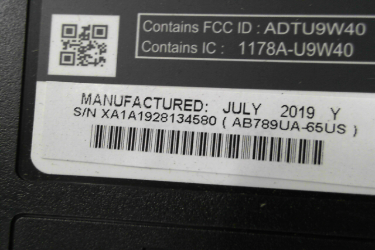 Contains FCC ID : ADTU9W40
Contains IC : 1178A-U9W40
MANUFACTURED: JULY 2019 Y
S/N XA1A1928134580 ( AB789UA-65US )